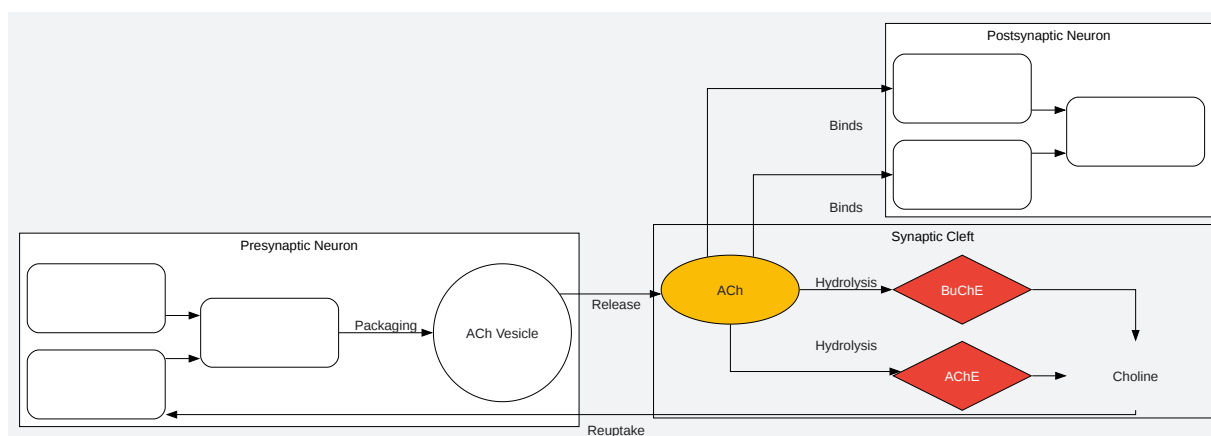 Postsynaptic Neuron
Binds
Binds
Presynaptic Neuron
Packaging
ACh Vesicle
Release
Synaptic Cleft
ACh
Hydrolysis
BuChE
Hydrolysis
AChE
Choline
Reuptake